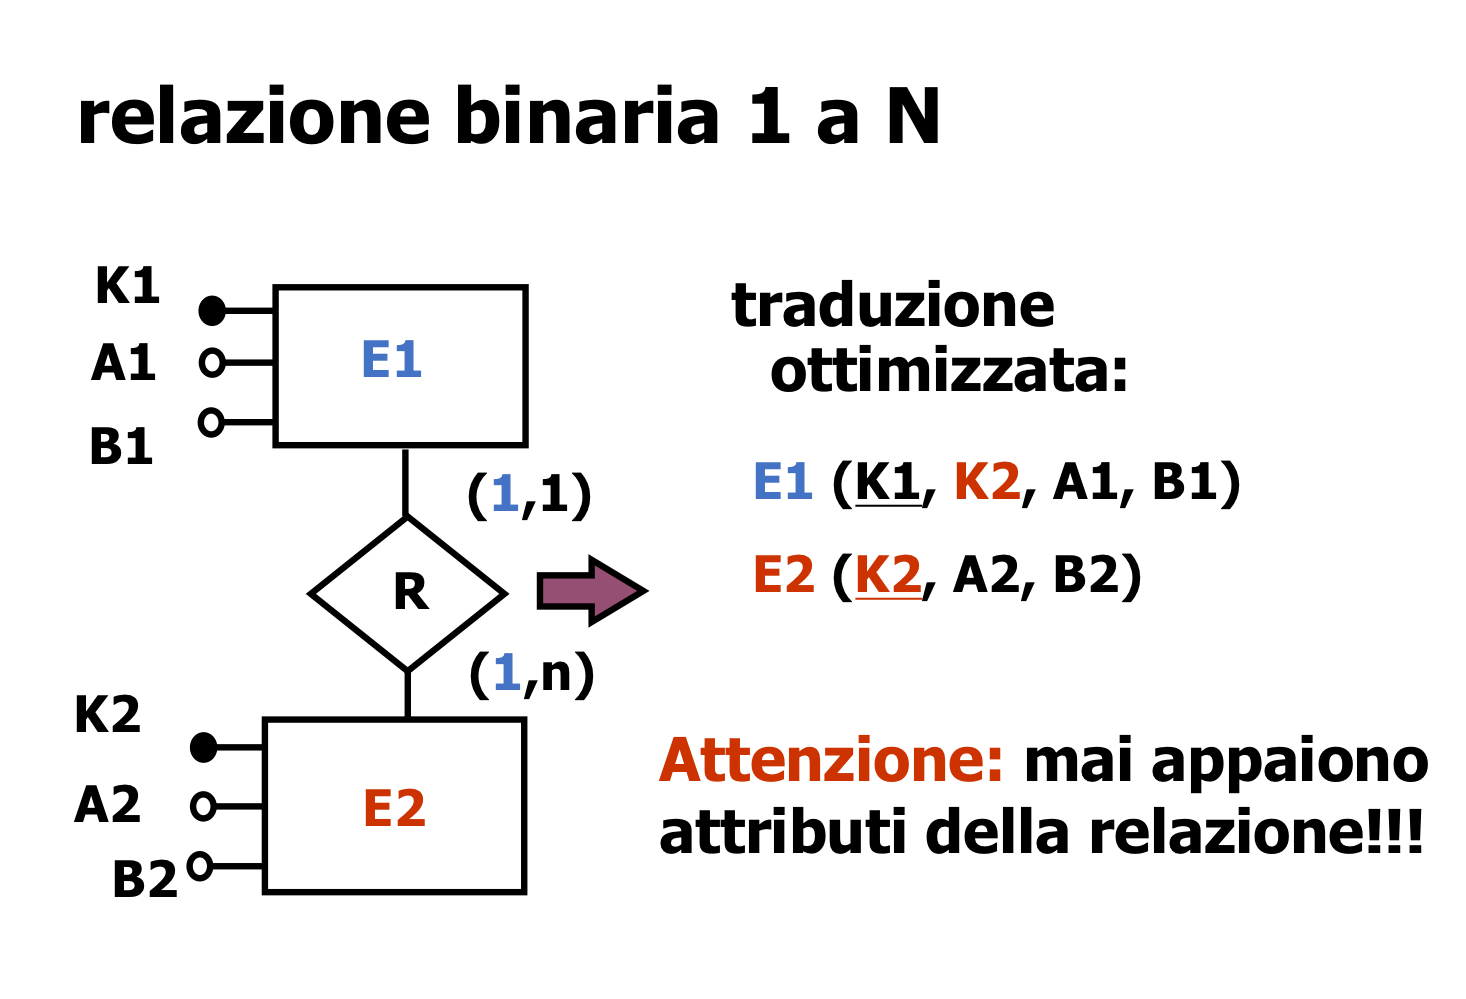 relazione binaria 1 a N
K1
A1
B1
E1
(1,1)
R
(1,n)
K2
A2
B2
E2
traduzione
ottimizzata:
E1 (K1, K2, A1, B1)
E2 (K2, A2, B2)
Attenzione: mai appaiono
attributi della relazione!!!